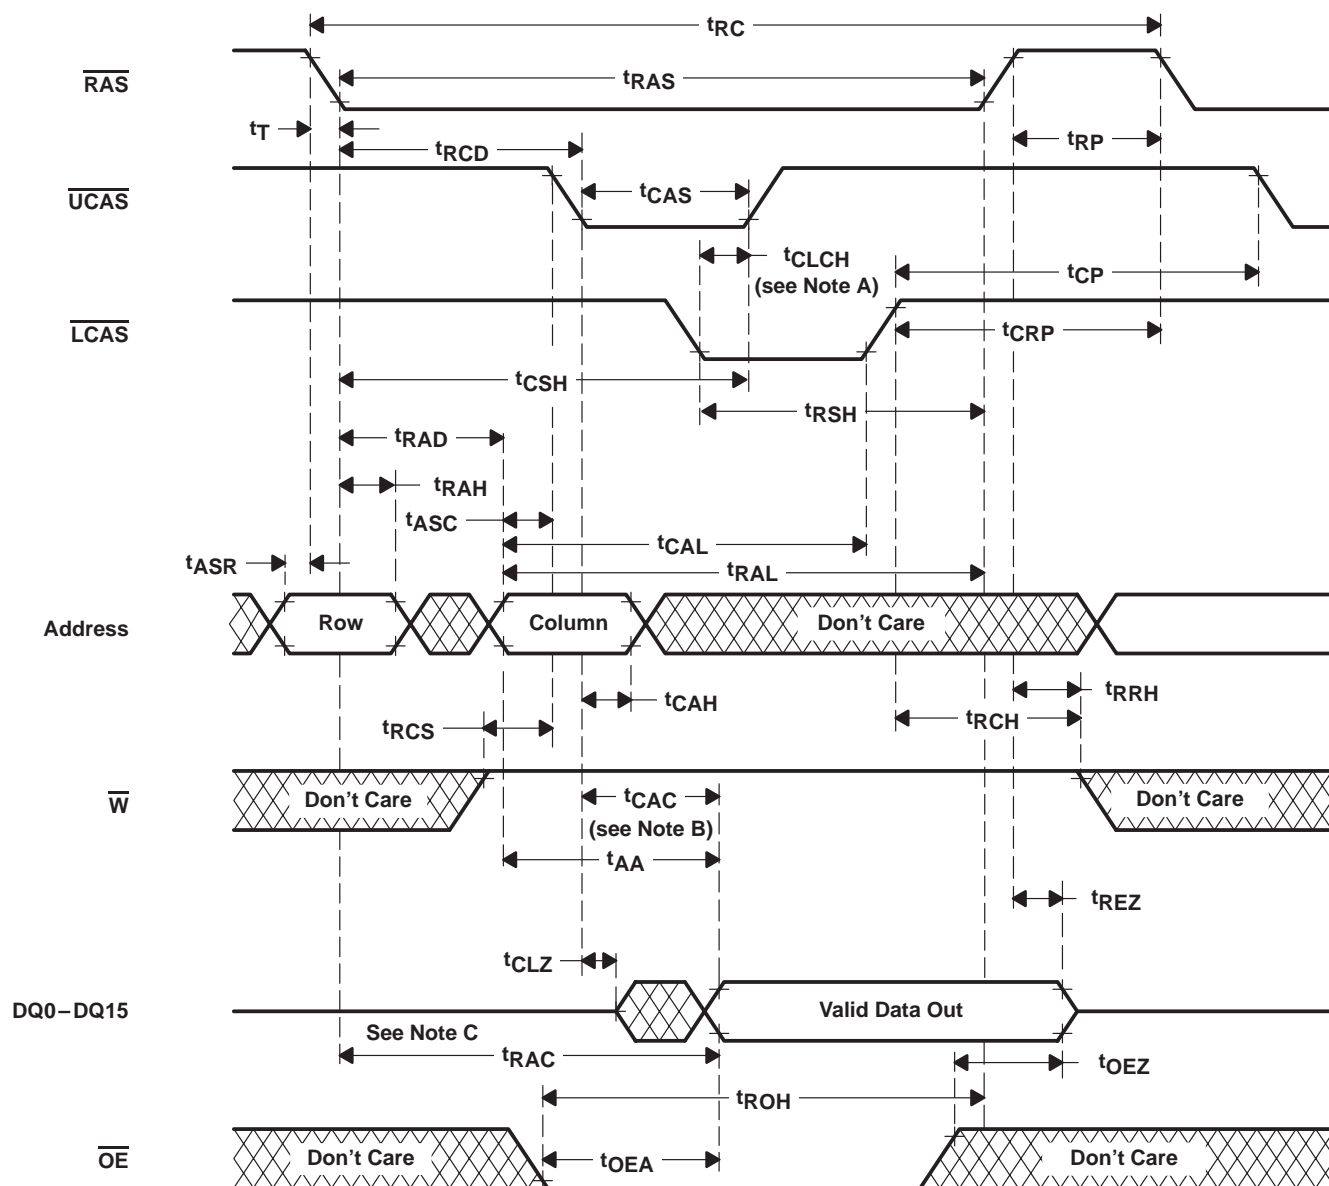 tRC
RAS
tRAS
tT
tRCD
tRP
UCAS
tCAS
tCLCH
(see Note A)
tCP
LCAS
tCRP
tCSH
tRSH
tRAD
tRAH
tASC
tCAL
tASR
tRAL
Address
Row
Column
Don't Care
tCAH
tRRH
tRCS
tRCH
W
Don't Care
tCAC
Don't Care
(see Note B)
tAA
tREZ
tCLZ
DQ0–DQ15
Valid Data Out
See Note C
tRAC
tOEZ
tROH
OE
Don't Care
tOEA
Don't Care